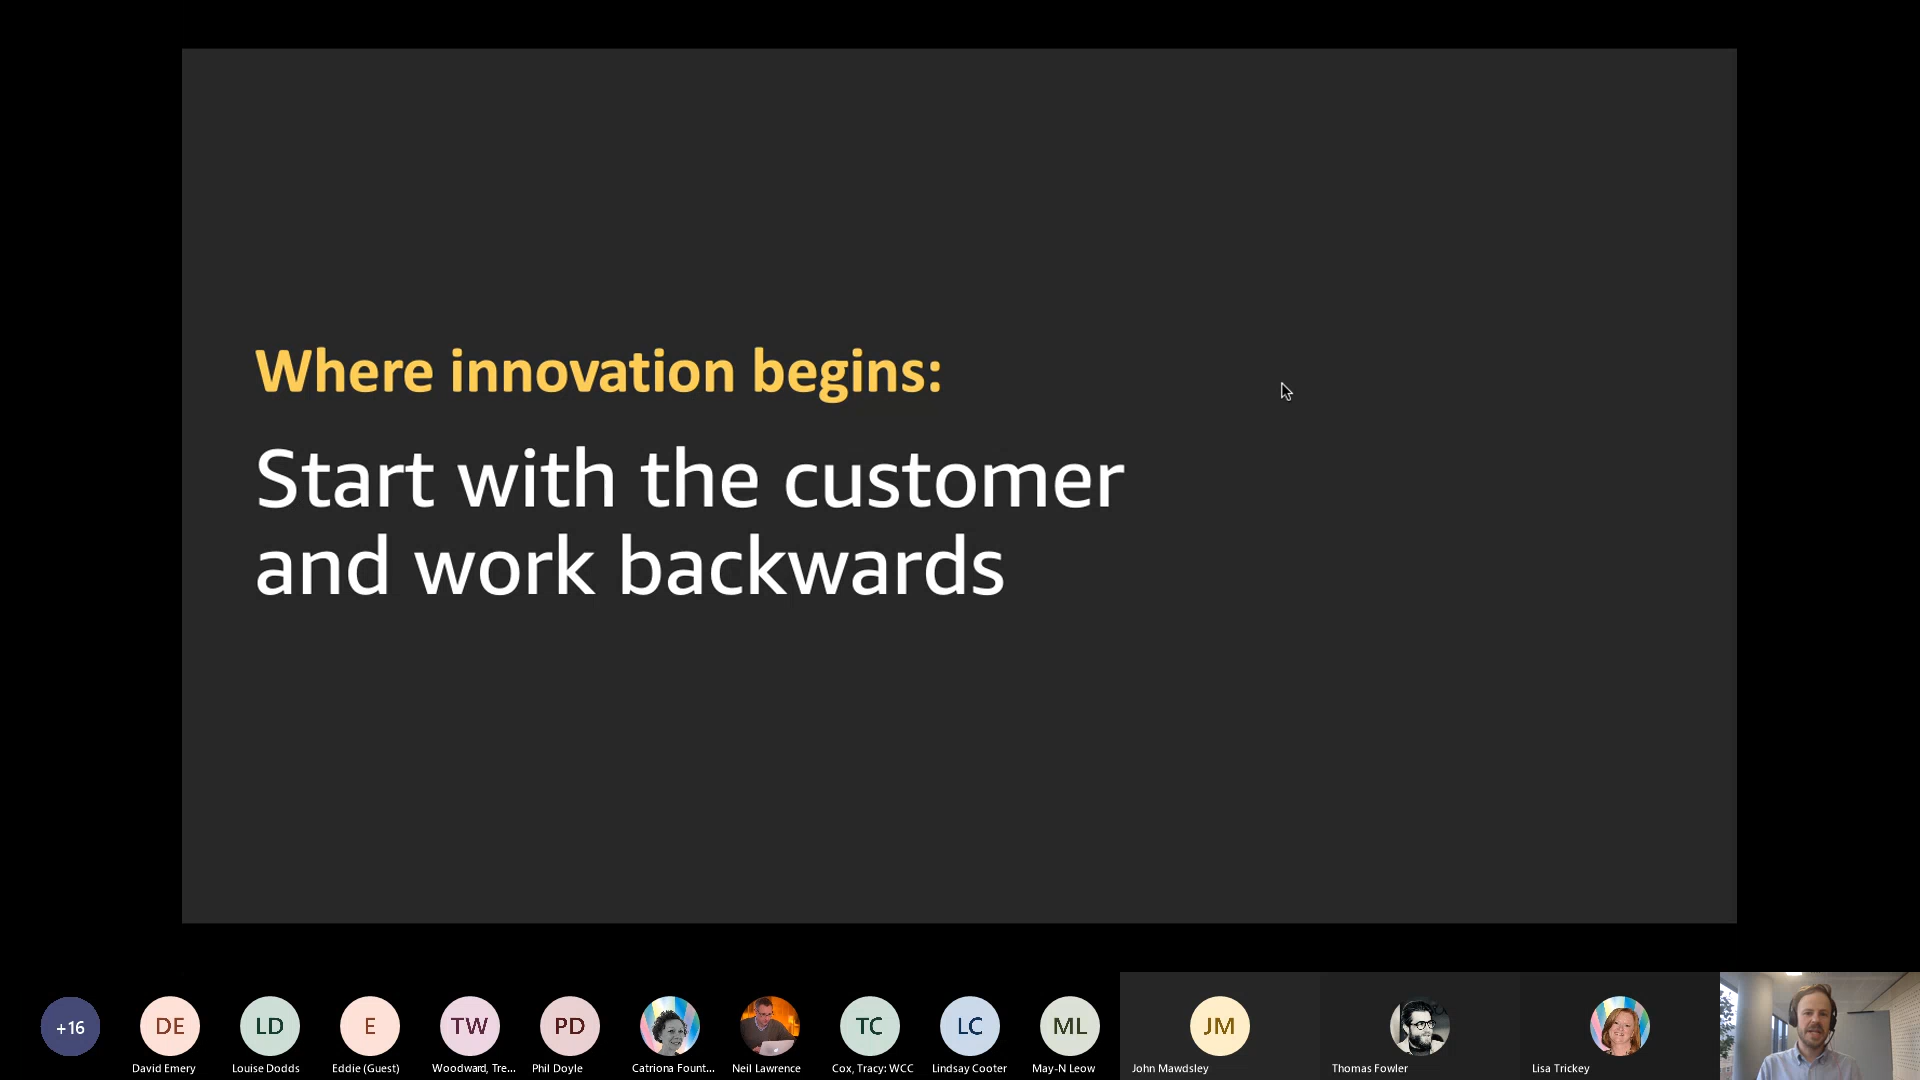 Where innovation begins:
Start with the customer
and work backwards
+16
DE
LD
E
TW
PD
TC
LC
ML
JM
David Emery
Louise Dodds
Eddie (Guest)
Woodward, Tre...
Phil Doyle
Catriona Fount...
Neil Lawrence
Cox, Tracy: WCC
Lindsay Cooter
May-N Leow
John Mawdsley
Thomas Fowler
Lisa Trickey